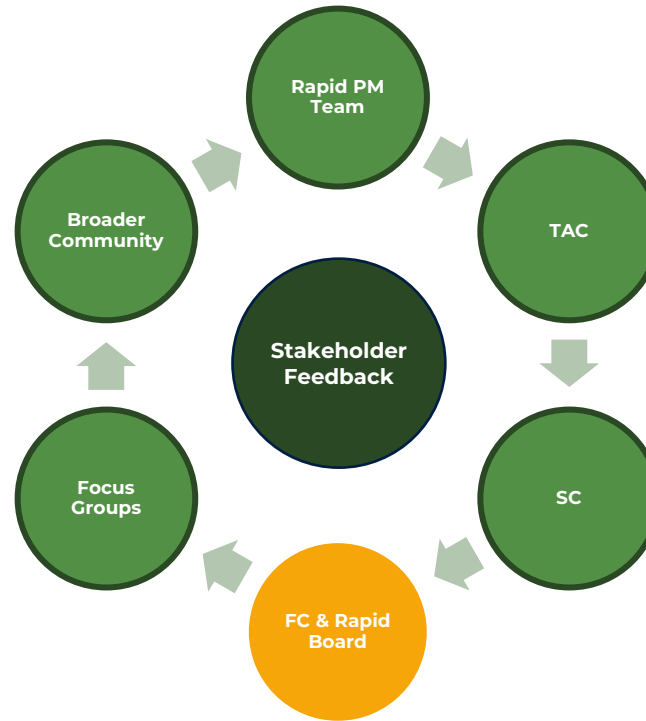 Rapid PM
Team
TAC
SC
FC & Rapid
Board
Focus
Groups
Broader
Community
Stakeholder
Feedback